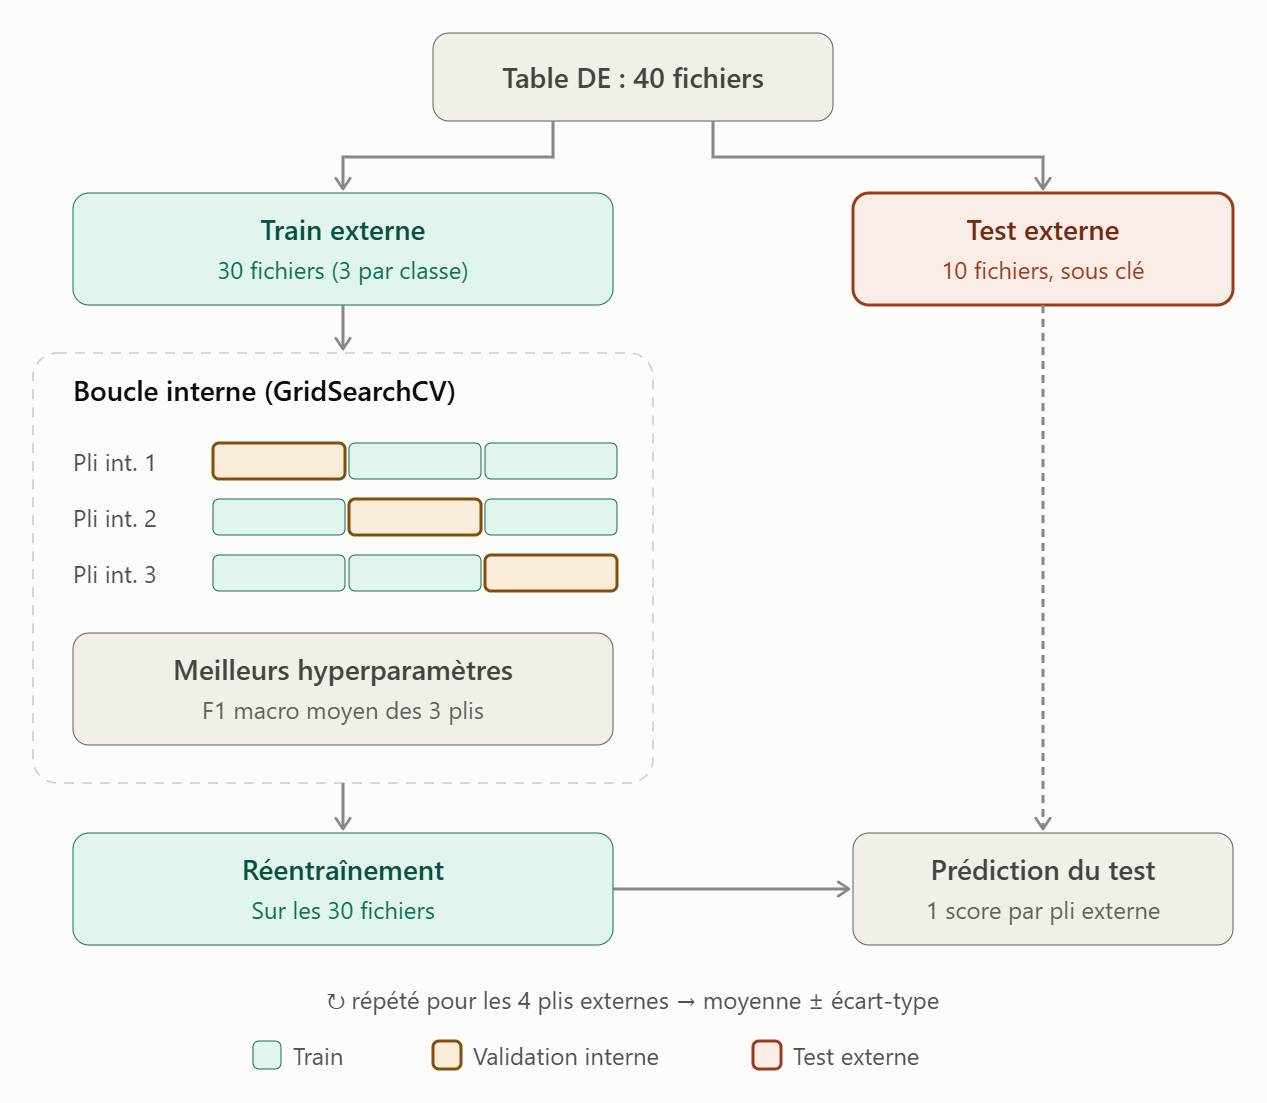 Table DE : 40 fichiers
Train externe
30 fichiers (3 par classe)
Test externe
10 fichiers, sous clé
Boucle interne (GridSearchCV)
Pli int. 1
Pli int. 2
Pli int. 3
Meilleurs hyperparamètres
F1 macro moyen des 3 plis
Réentraînement
Sur les 30 fichiers
Prédiction du test
1 score par pli externe
↻ répété pour les 4 plis externes → moyenne ± écart-type
Train
Validation interne
Test externe